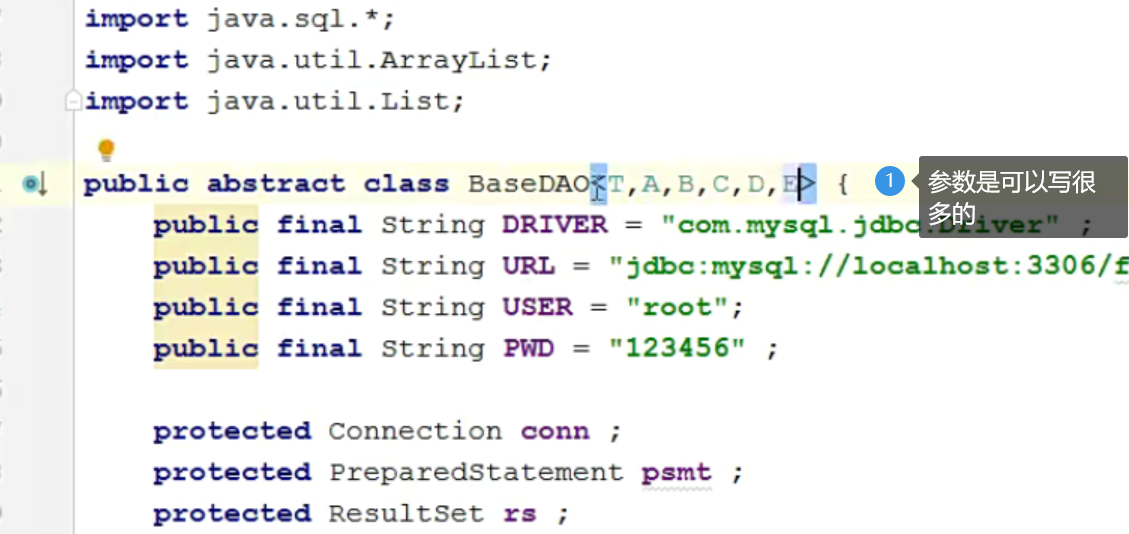 import java.sql.*;
import java.util.ArrayList;
import java.util.List;
public abstract class BaseDAO<T,A,B,C,D,E> {
1 参数是可以写很
多的
public final String DRIVER = "com.mysql.jdbc.Driver" ;
public final String URL = "jdbc:mysql://localhost:3306/f
public final String USER = "root";
public final String PWD = "123456" ;
protected Connection conn ;
protected PreparedStatement psmt ;
protected ResultSet rs ;